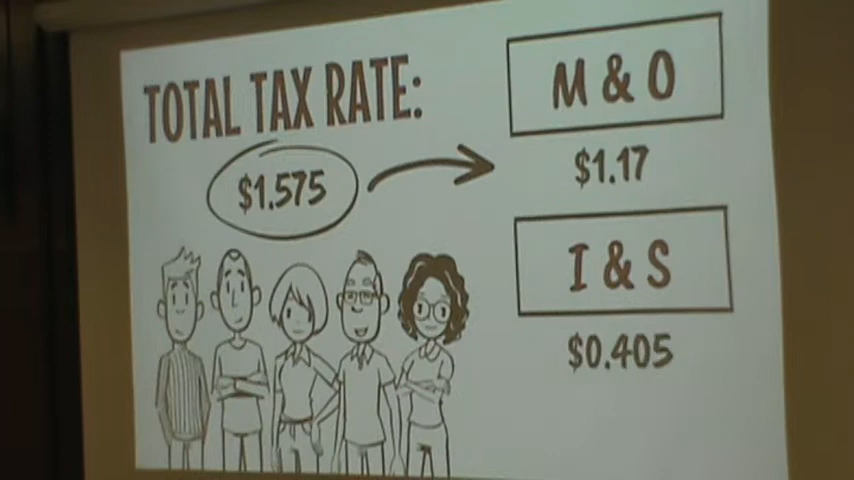 TOTAL TAX RATE:
$1.575
M & O
$1.17
I & S
$0.405